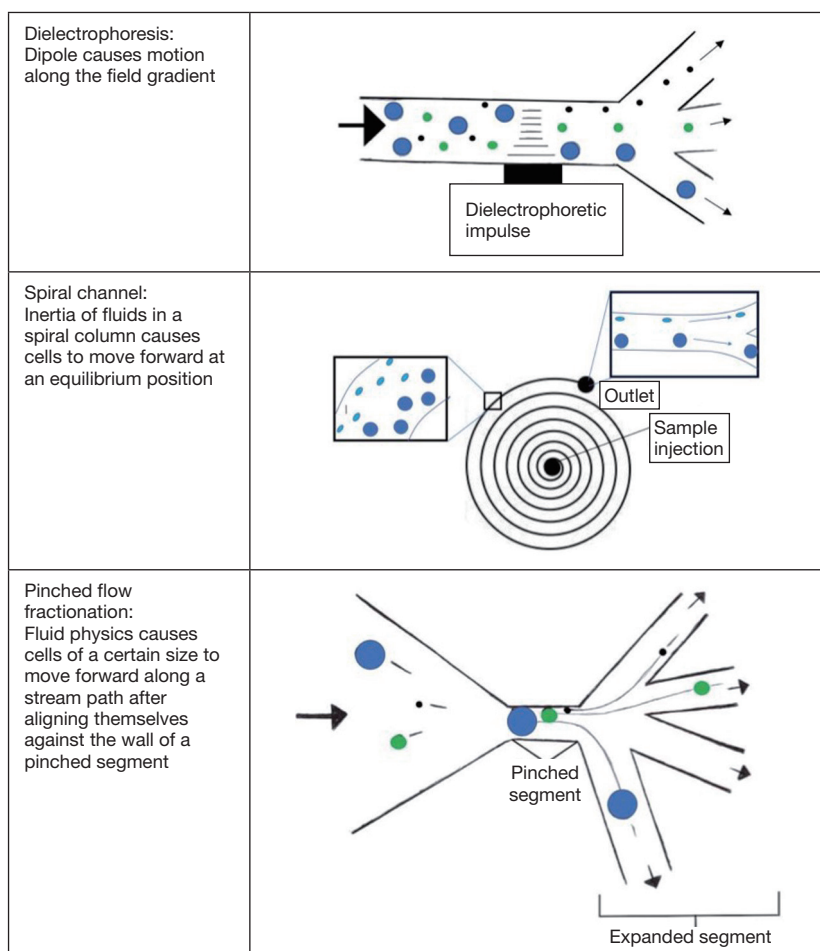 Dielectrophoresis:
Dipole causes motion
along the field gradient
Dielectrophoretic
impulse
Spiral channel:
Inertia of fluids in a
spiral column causes
cells to move forward at
an equilibrium position
Outlet
Sample
injection
Pinched flow
fractionation:
Fluid physics causes
cells of a certain size to
move forward along a
stream path after
aligning themselves
against the wall of a
pinched segment
Pinched
segment
Expanded segment